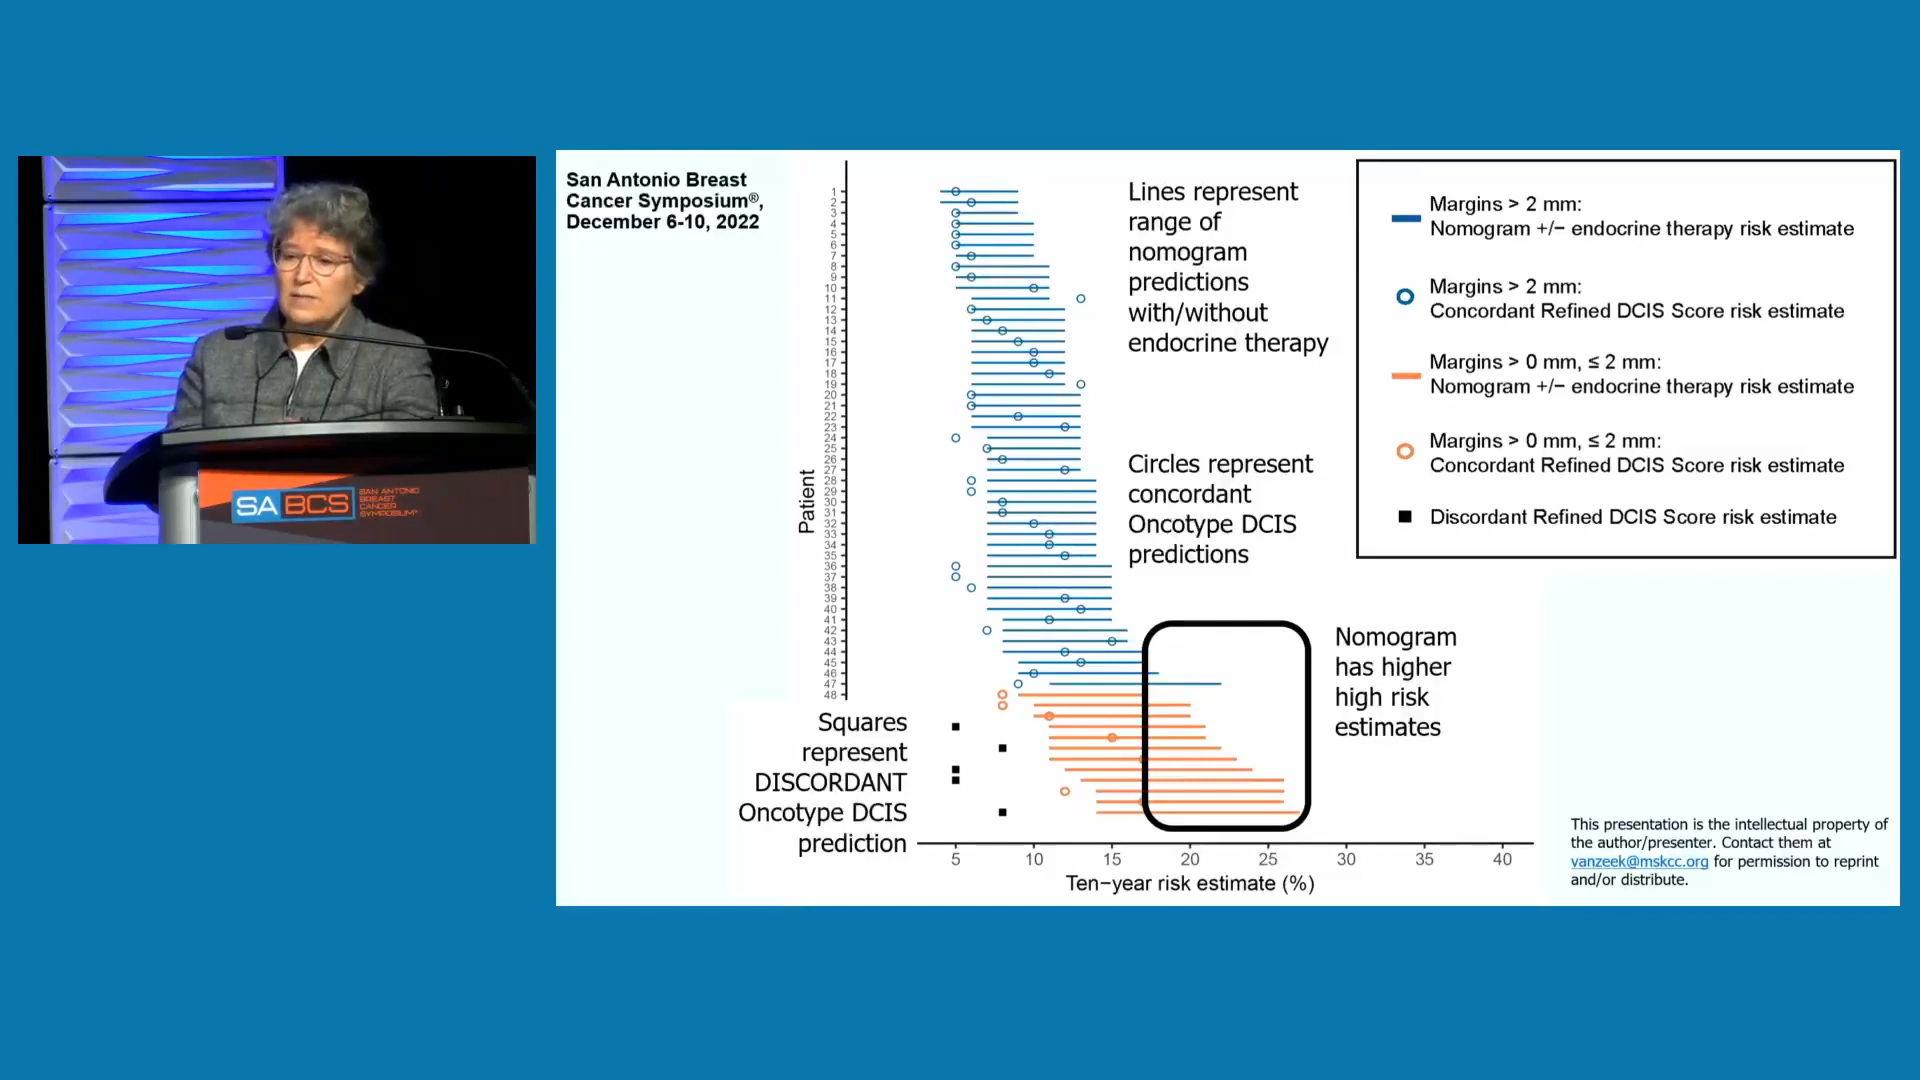 San Antonio Breast
Cancer Symposium®,
December 6-10, 2022
SA BCS
SAN ANTONIO
BREAST
CANCER
SYMPOSIUM®
Patient
1
2
3
4
5
6
7
8
9
10
11
12
13
14
15
16
17
18
19
20
21
22
23
24
25
26
27
28
29
30
31
32
33
34
35
36
37
38
39
40
41
42
43
44
45
46
47
48
Lines represent
range of
nomogram
predictions
with/without
endocrine therapy
Circles represent
concordant
Oncotype DCIS
predictions
Nomogram
has higher
high risk
estimates
Squares
represent
DISCORDANT
Oncotype DCIS
prediction
5 10 15 20 25 30 35 40
Ten−year risk estimate (%)
Margins > 2 mm:
Nomogram +/− endocrine therapy risk estimate
Margins > 2 mm:
Concordant Refined DCIS Score risk estimate
Margins > 0 mm, ≤ 2 mm:
Nomogram +/− endocrine therapy risk estimate
Margins > 0 mm, ≤ 2 mm:
Concordant Refined DCIS Score risk estimate
Discordant Refined DCIS Score risk estimate
This presentation is the intellectual property of
the author/presenter. Contact them at
vanzeek@mskcc.org for permission to reprint
and/or distribute.